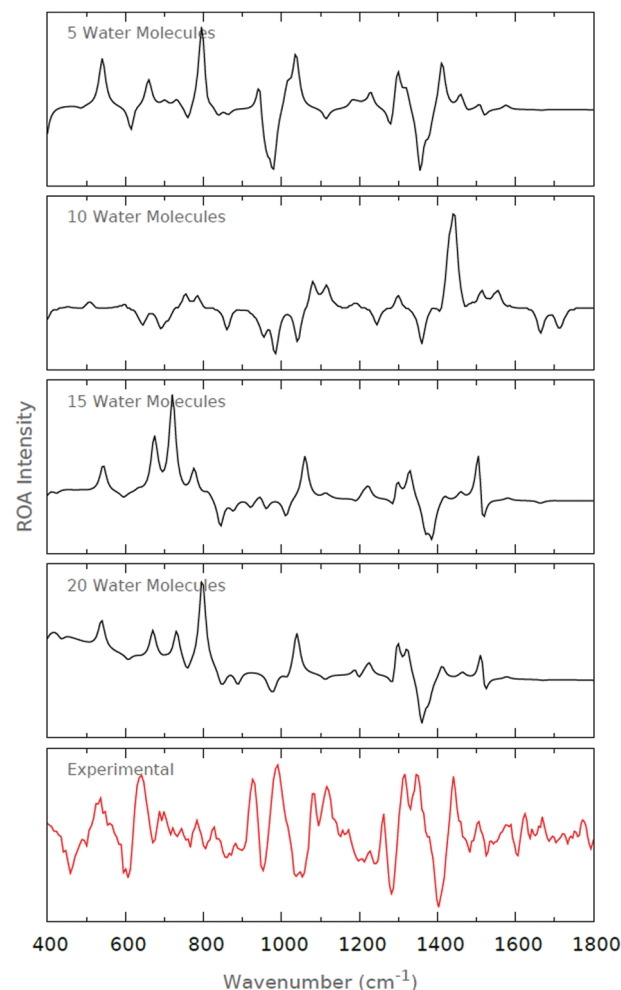 5 Water Molecules
10 Water Molecules
15 Water Molecules
20 Water Molecules
Experimental
ROA Intensity
400 600 800 1000 1200 1400 1600 1800
Wavenumber (cm⁻¹)